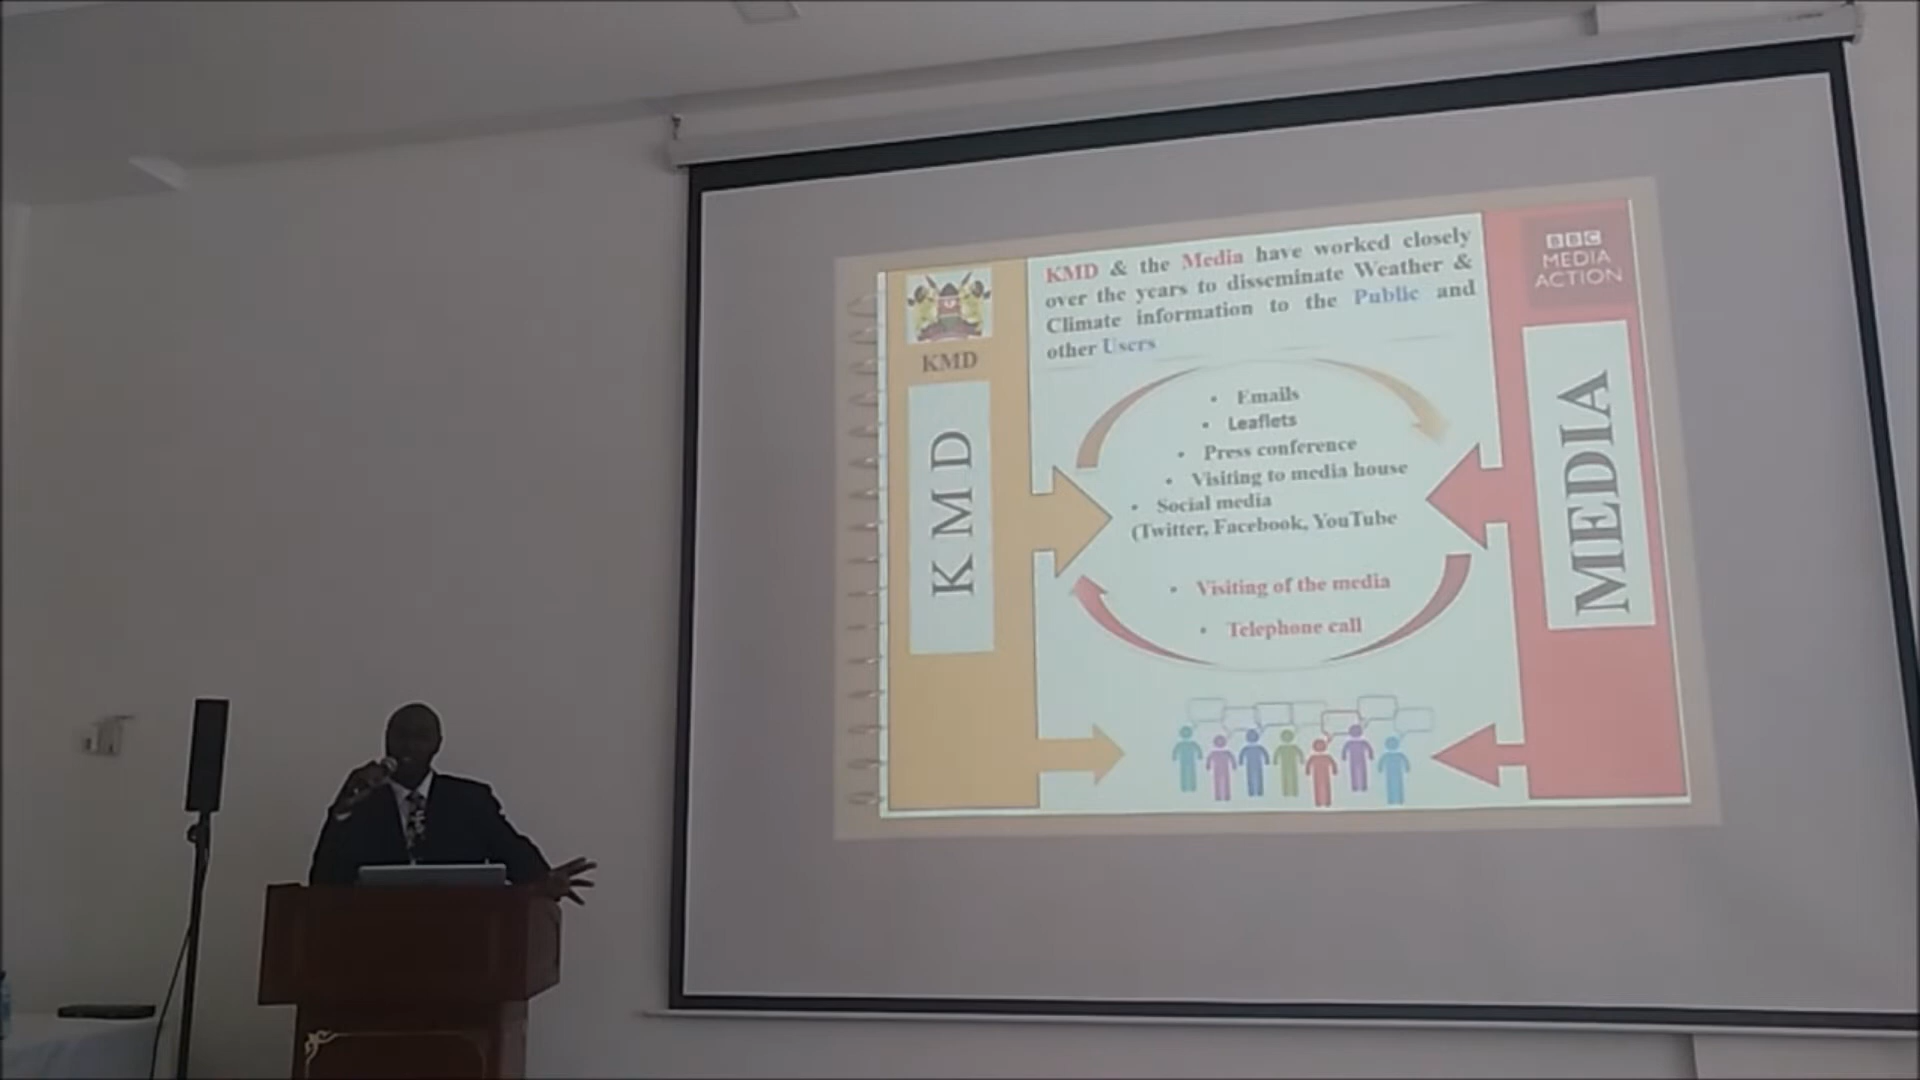 KMD & the Media have worked closely
over the years to disseminate Weather &
Climate information to the Public and
other Users
KMD
K M D
• Emails
• Leaflets
• Press conference
• Visiting to media house
• Social media
(Twitter, Facebook, YouTube
• Visiting of the media
• Telephone call
BBC
MEDIA
ACTION
MEDIA